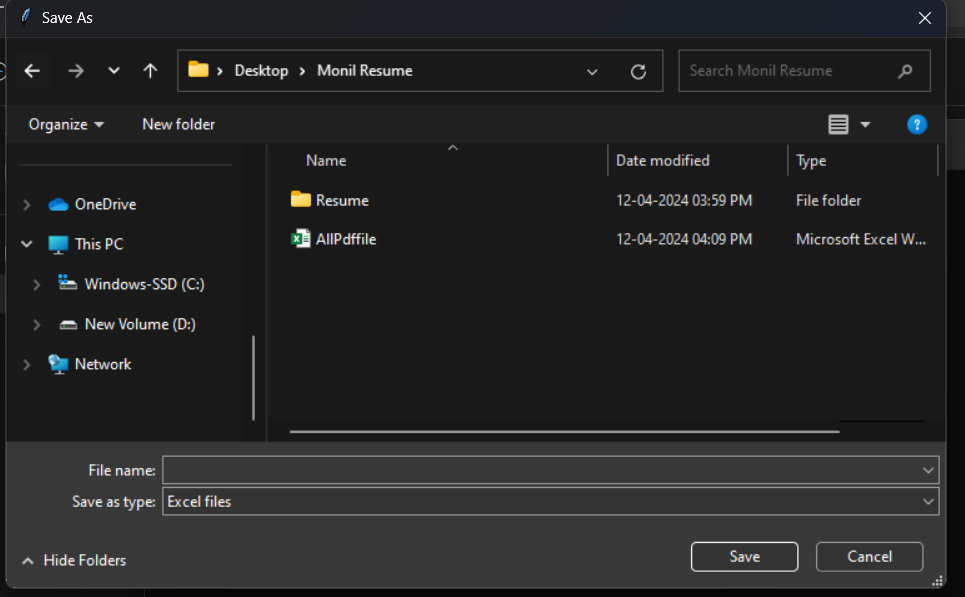 Save As
Desktop > Monil Resume
Search Monil Resume
Organize
New folder
?
Name
Date modified
Type
Resume
12-04-2024 03:59 PM
File folder
AllPdffile
12-04-2024 04:09 PM
Microsoft Excel W...
OneDrive
This PC
Windows-SSD (C:)
New Volume (D:)
Network
File name:
Save as type: Excel files
Hide Folders
Save
Cancel